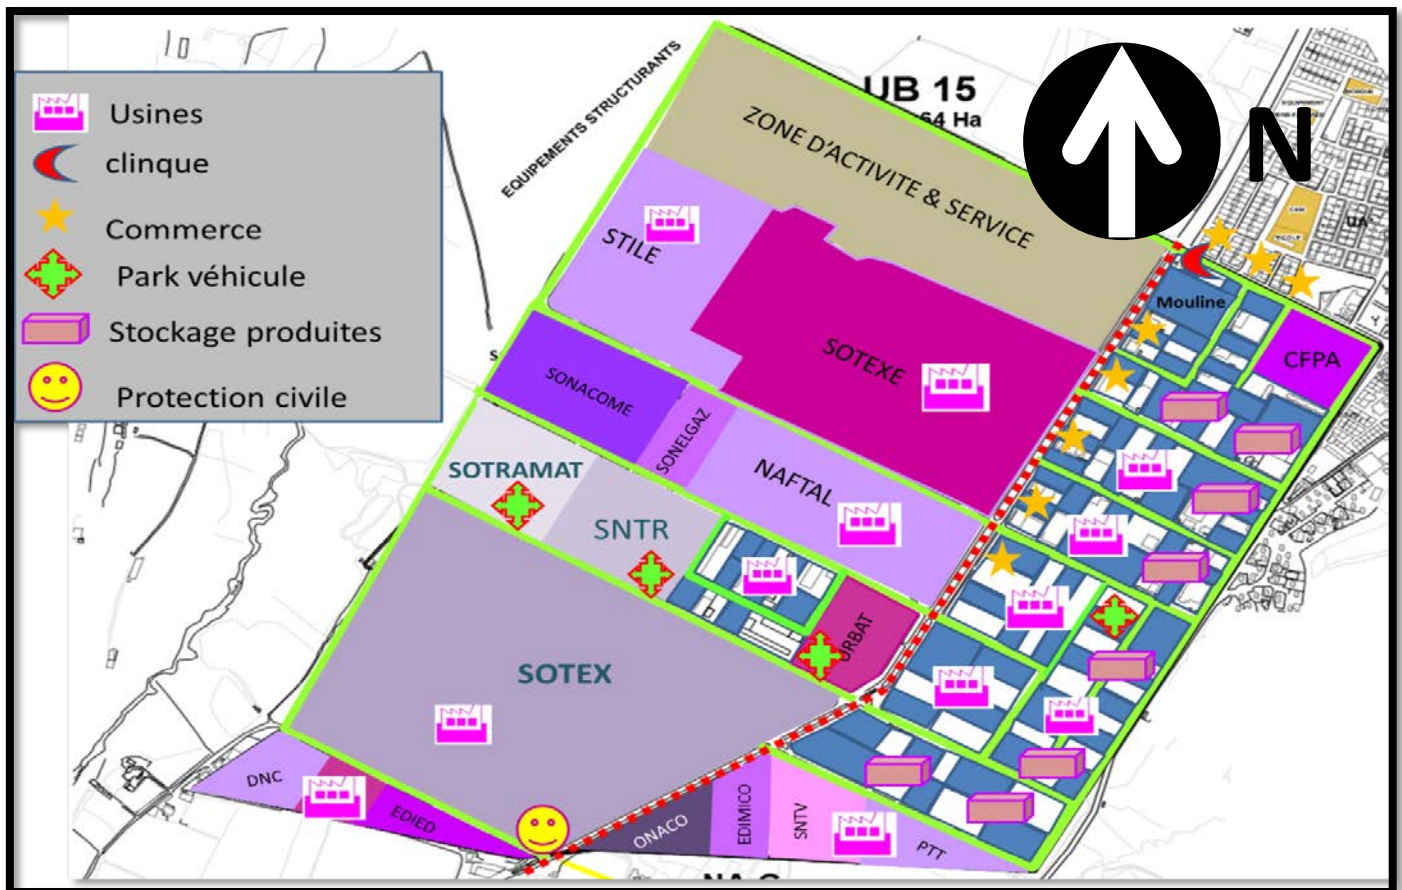 Usines
clinque
Commerce
Park véhicule
Stockage produites
Protection civile
EQUIPEMENTS STRUCTURANTS
UB 15
64 Ha
N
ZONE D'ACTIVITE & SERVICE
STILE
SOTEXE
Mouline
CFPA
UA
SONACOME
SONELGAZ
NAFTAL
SOTRAMAT
SNTR
URBAT
SOTEX
DNC
EDIED
ONACO
EDIMICO
SNTV
PTT